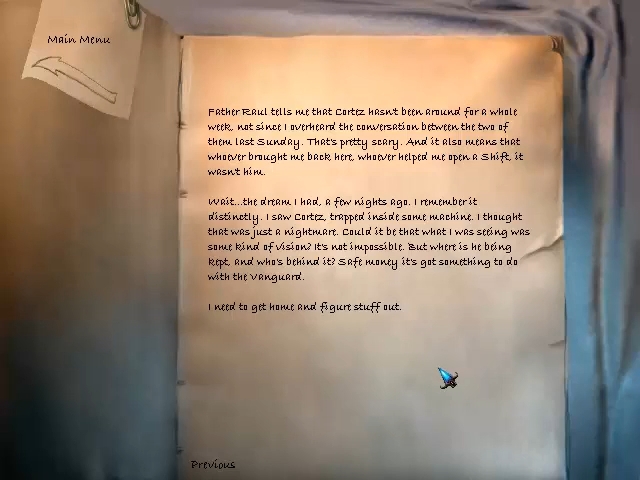 Main Menu
Father Raul tells me that Cortez hasn't been around for a whole
week, not since I overheard the conversation between the two of
them last Sunday. That's pretty scary. And it also means that
whoever brought me back here, whoever helped me open a Shift, it
wasn't him.
Wait...the dream I had, a few nights ago. I remember it
distinctly. I saw Cortez, trapped inside some machine. I thought
that was just a nightmare. Could it be that what I was seeing was
some kind of vision? It's not impossible. But where is he being
kept, and who's behind it? Safe money it's got something to do
with the Vanguard.
I need to get home and figure stuff out.
Previous